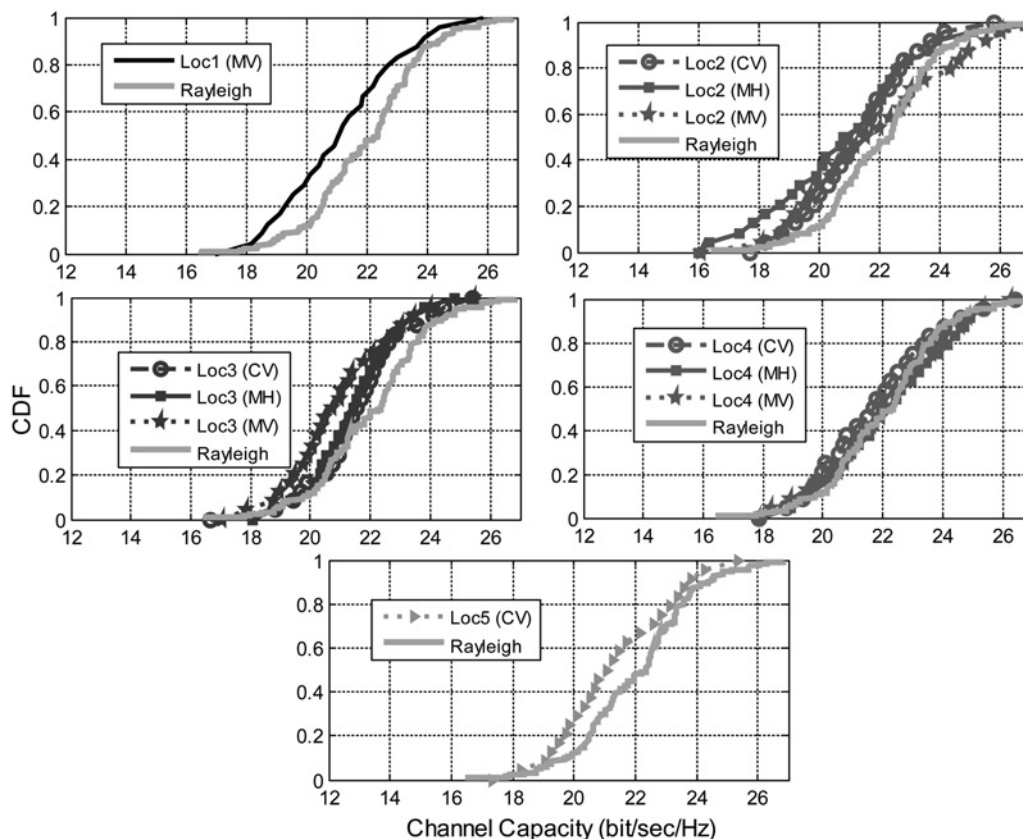 1
0.8
0.6
0.4
0.2
0
Loc1 (MV)
Rayleigh
12 14 16 18 20 22 24 26
1
0.8
0.6
0.4
0.2
0
Loc2 (CV)
Loc2 (MH)
Loc2 (MV)
Rayleigh
12 14 16 18 20 22 24 26
1
0.8
0.6
0.4
0.2
0
CDF
Loc3 (CV)
Loc3 (MH)
Loc3 (MV)
Rayleigh
12 14 16 18 20 22 24 26
1
0.8
0.6
0.4
0.2
0
Loc4 (CV)
Loc4 (MH)
Loc4 (MV)
Rayleigh
12 14 16 18 20 22 24 26
1
0.8
0.6
0.4
0.2
0
Loc5 (CV)
Rayleigh
12 14 16 18 20 22 24 26
Channel Capacity (bit/sec/Hz)